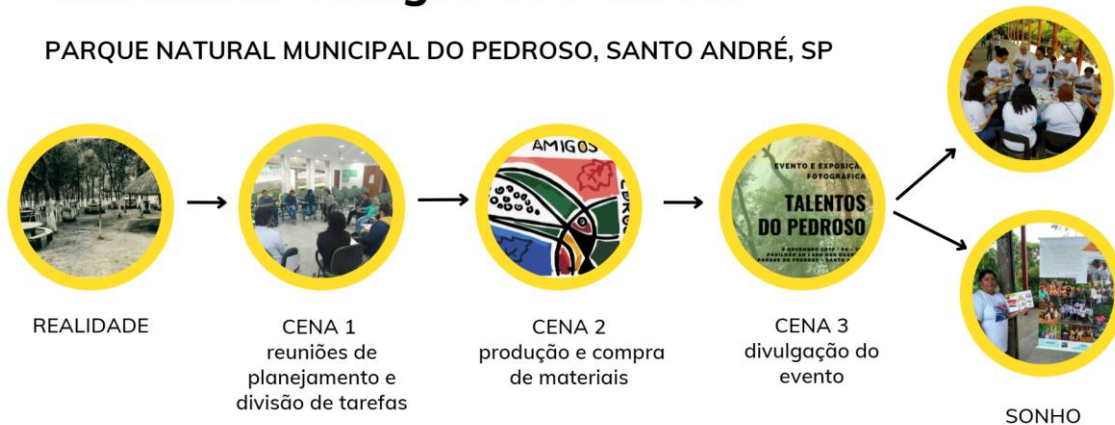 PARQUE NATURAL MUNICIPAL DO PEDROSO, SANTO ANDRÉ, SP
REALIDADE
CENA 1
reuniões de
planejamento e
divisão de tarefas
AMIGOS
CENA 2
produção e compra
de materiais
EVENTO E EXPOSIÇÃ
FOTOGRÁFICA
TALENTOS
DO PEDROSO
CENA 3
divulgação do
evento
SONHO